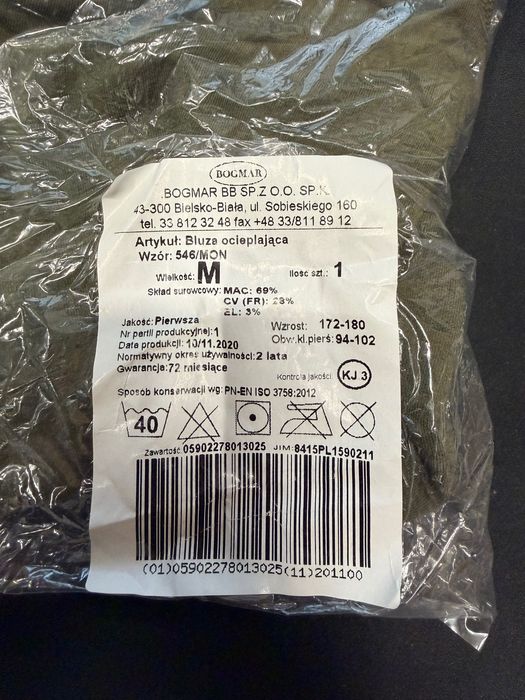 BOGMAR
BOGMAR BB SP.Z O.O. SP.K.
43-300 Bielsko-Biała, ul. Sobieskiego 160
tel. 33 812 32 48 fax +48 33/811 89 12
Artykuł: Bluza ocieplająca
Wzór: 546/MON
Wielkość: M Ilość szt.: 1
Skład surowcowy: MAC: 69%
CV (FR): 28%
EL: 3%
Jakość: Pierwsza
Nr partii produkcyjnej: 1 Wzrost: 172-180
Data produkcji: 10/11.2020 Obw.kl.pierś: 94-102
Normatywny okres używalności: 2 lata
Gwarancja: 72 miesiące Kontrola jakości: KJ 3
Sposób konserwacji wg: PN-EN ISO 3758:2012
40
Zawartość: 05902278013025 JIM: 8415PL1590211
(01)05902278013025(11)201100